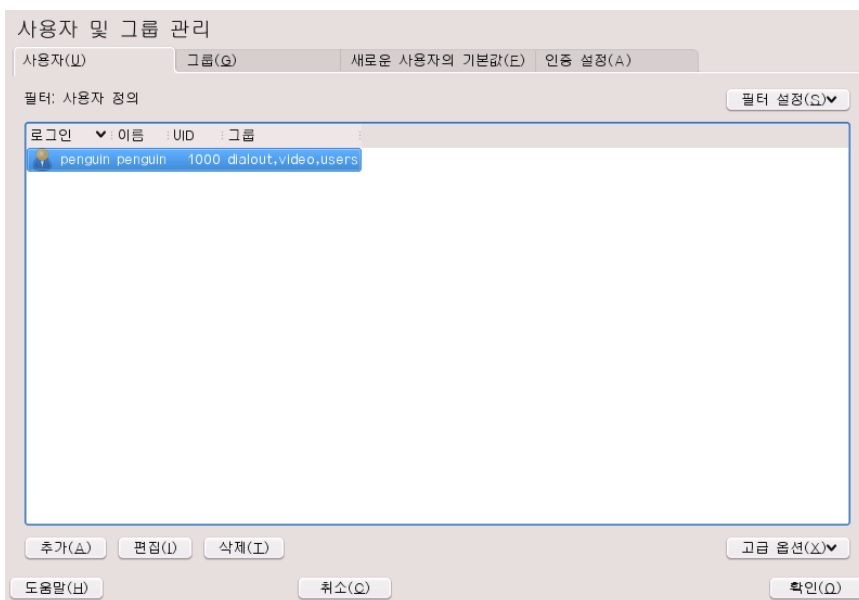 사용자 및 그룹 관리
사용자(U) 그룹(G) 새로운 사용자의 기본값(E) 인증 설정(A)
필터: 사용자 정의 필터 설정(S)
로그인 이름 UID 그룹
penguin penguin 1000 dialout,video,users
추가(A) 편집(I) 삭제(T) 고급 옵션(X)
도움말(H) 취소(C) 확인(O)